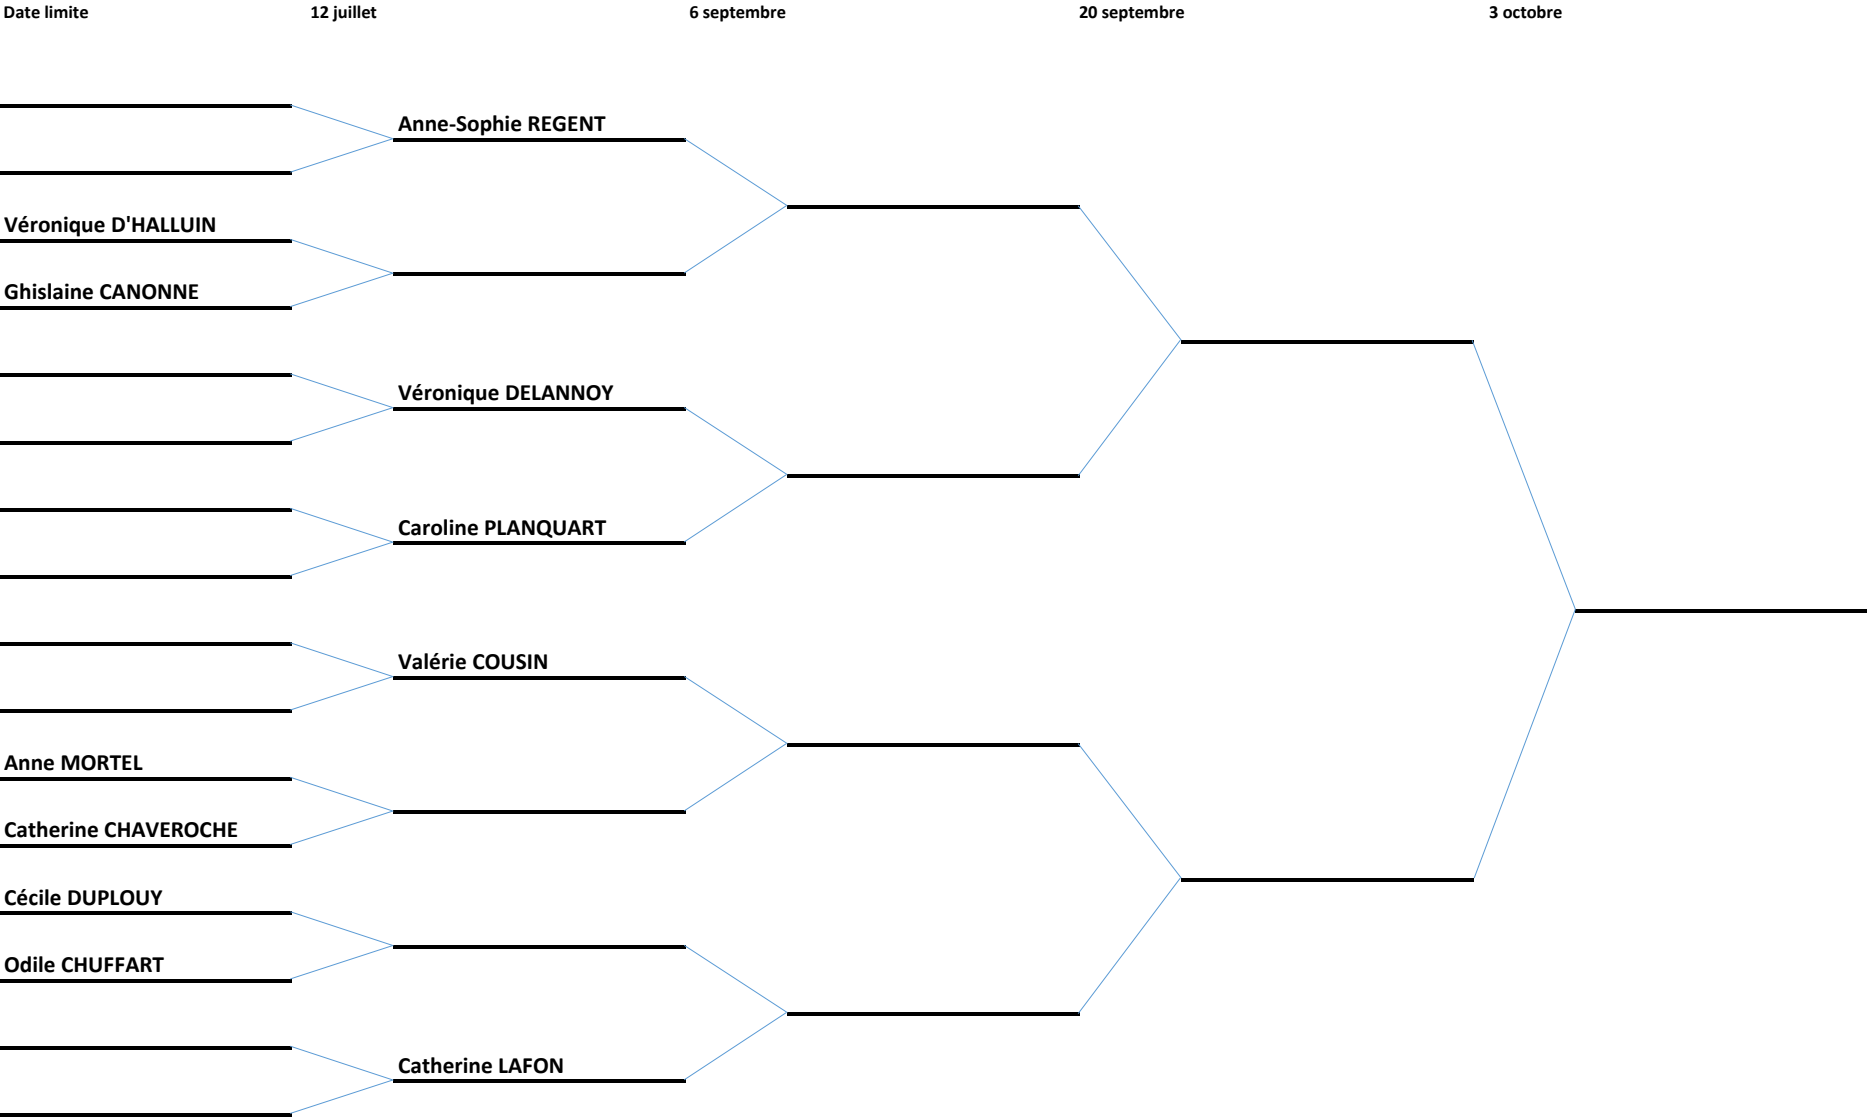 Date limite 12 juillet 6 septembre 20 septembre 3 octobre
Anne-Sophie REGENT
Véronique D'HALLUIN
Ghislaine CANONNE
Véronique DELANNOY
Caroline PLANQUART
Valérie COUSIN
Anne MORTEL
Catherine CHAVEROCHE
Cécile DUPLOUY
Odile CHUFFART
Catherine LAFON